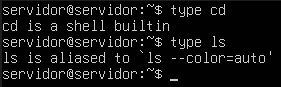 servidor@servidor:~$ type cd
cd is a shell builtin
servidor@servidor:~$ type ls
ls is aliased to `ls --color=auto'
servidor@servidor:~$ _